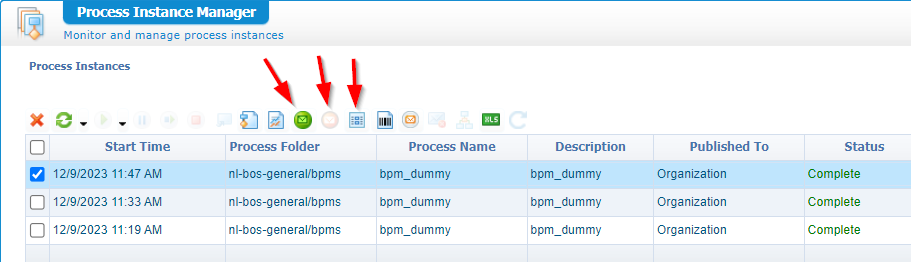 Process Instance Manager
Monitor and manage process instances
Process Instances
XLS
Start Time Process Folder Process Name Description Published To Status
12/9/2023 11:47 AM nl-bos-general/bpms bpm_dummy bpm_dummy Organization Complete
12/9/2023 11:33 AM nl-bos-general/bpms bpm_dummy bpm_dummy Organization Complete
12/9/2023 11:19 AM nl-bos-general/bpms bpm_dummy bpm_dummy Organization Complete